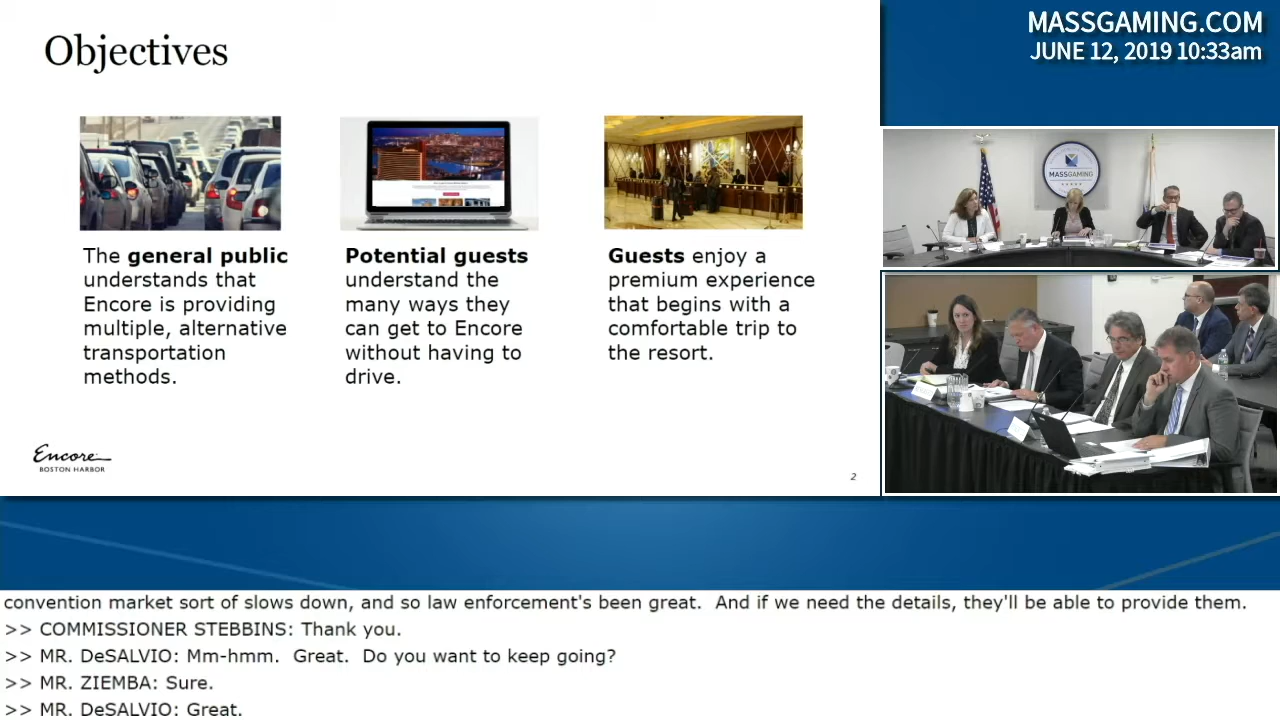 Objectives
The general public
understands that
Encore is providing
multiple, alternative
transportation
methods.
Potential guests
understand the
many ways they
can get to Encore
without having to
drive.
Guests enjoy a
premium experience
that begins with a
comfortable trip to
the resort.
Encore
BOSTON HARBOR
2
MASSGAMING.COM
JUNE 12, 2019 10:33am
MASSGAMING
convention market sort of slows down, and so law enforcement's been great.  And if we need the details, they'll be able to provide them.
>> COMMISSIONER STEBBINS: Thank you.
>> MR. DeSALVIO: Mm-hmm.  Great.  Do you want to keep going?
>> MR. ZIEMBA: Sure.
>> MR. DeSALVIO: Great.